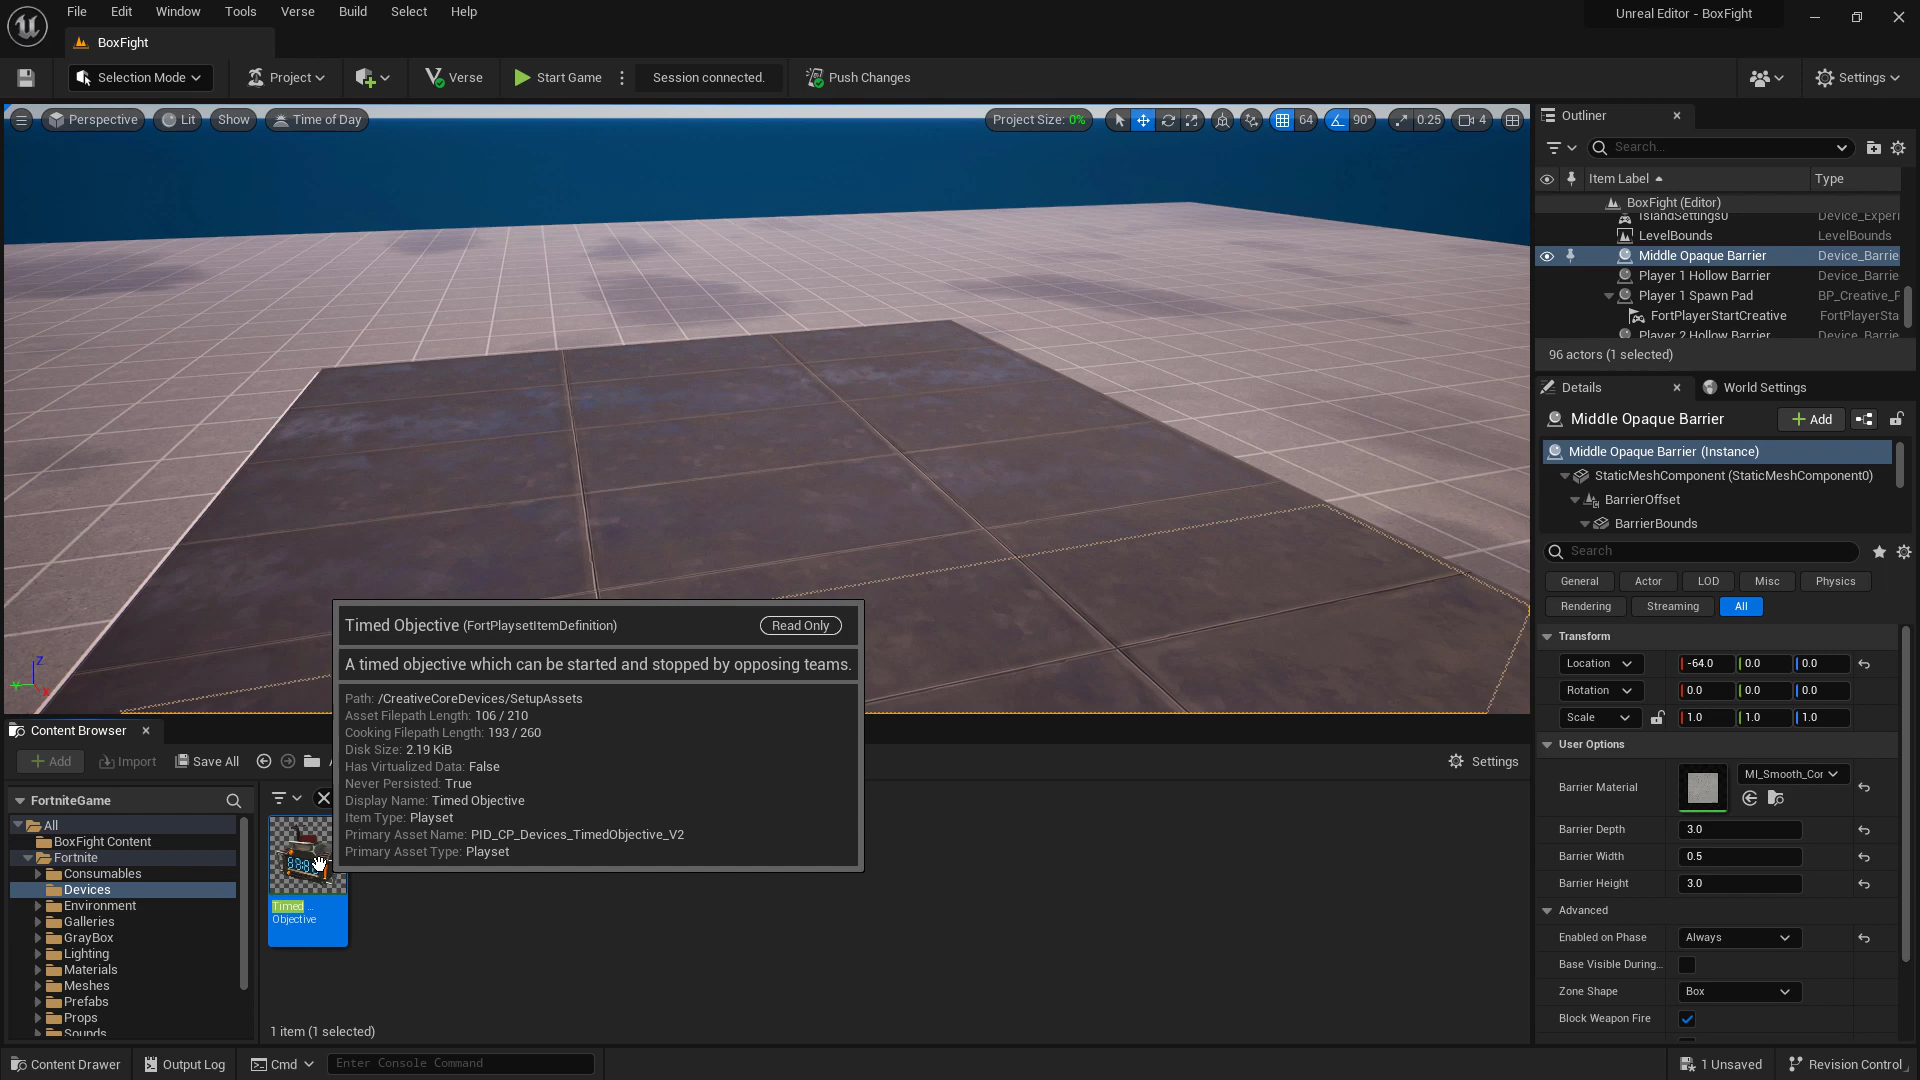 File Edit Window Tools Verse Build Select Help
Unreal Editor - BoxFight
BoxFight
Selection Mode
Project
Verse
Start Game
Session connected.
Push Changes
Settings
Perspective
Lit
Show
Time of Day
Project Size: 0%
64
90°
0.25
4
Outliner
Search...
Item Label
Type
BoxFight (Editor)
IslandSettings0 Device_Experi
LevelBounds LevelBounds
Middle Opaque Barrier Device_Barrie
Player 1 Hollow Barrier Device_Barrie
Player 1 Spawn Pad BP_Creative_P
FortPlayerStartCreative FortPlayerSta
Player 2 Hollow Barrier Device_Barrie
96 actors (1 selected)
Details
World Settings
Middle Opaque Barrier
Add
Middle Opaque Barrier (Instance)
StaticMeshComponent (StaticMeshComponent0)
BarrierOffset
BarrierBounds
Search
General Actor LOD Misc Physics
Rendering Streaming All
Transform
Location -64.0 0.0 0.0
Rotation 0.0 0.0 0.0
Scale 1.0 1.0 1.0
User Options
Barrier Material MI_Smooth_Cor
Barrier Depth 3.0
Barrier Width 0.5
Barrier Height 3.0
Advanced
Enabled on Phase Always
Base Visible During...
Zone Shape Box
Block Weapon Fire
Z
Y
X
Timed Objective (FortPlaysetItemDefinition) Read Only
A timed objective which can be started and stopped by opposing teams.
Path: /CreativeCoreDevices/SetupAssets
Asset Filepath Length: 106 / 210
Cooking Filepath Length: 193 / 260
Disk Size: 2.19 KiB
Has Virtualized Data: False
Never Persisted: True
Display Name: Timed Objective
Item Type: Playset
Primary Asset Name: PID_CP_Devices_TimedObjective_V2
Primary Asset Type: Playset
Content Browser
Add
Import
Save All
Settings
FortniteGame
All
BoxFight Content
Fortnite
Consumables
Devices
Environment
Galleries
GrayBox
Lighting
Materials
Meshes
Prefabs
Props
Sounds
Timed ...
Objective
1 item (1 selected)
Content Drawer
Output Log
Cmd
Enter Console Command
1 Unsaved
Revision Control